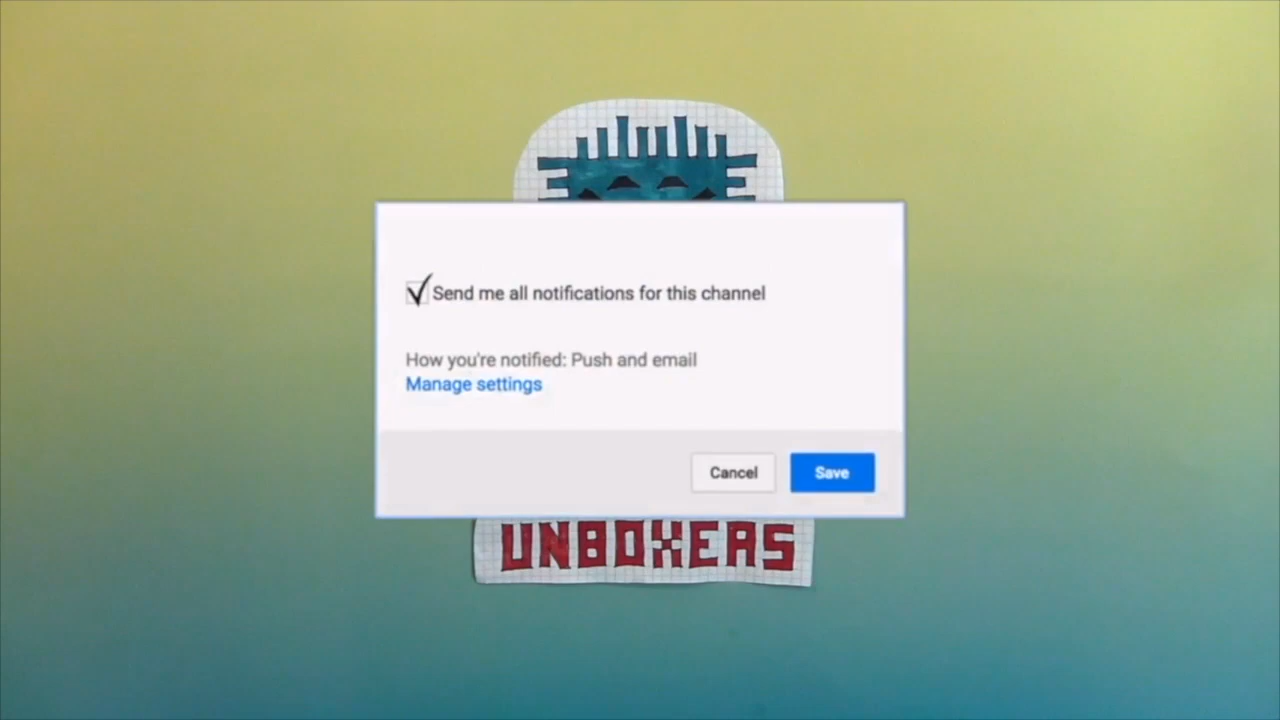 Send me all notifications for this channel
How you're notified: Push and email
Manage settings
Cancel
Save
UNBOXERS